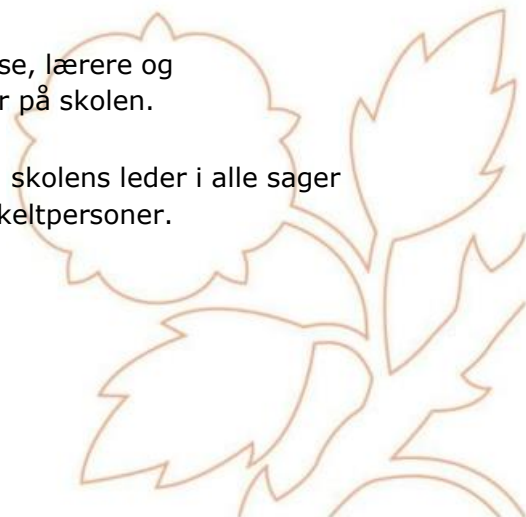 se, lærere og
r på skolen.
skolens leder i alle sager
keltpersoner.